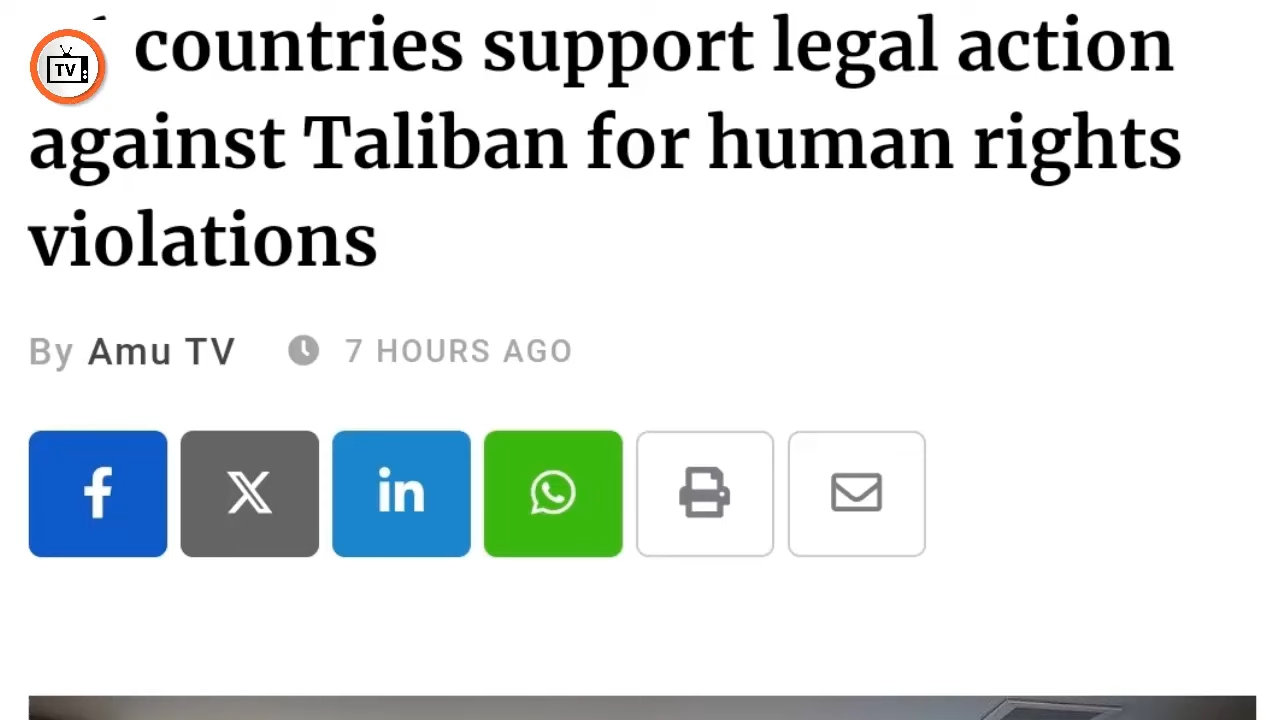 countries support legal action
against Taliban for human rights
violations
By Amu TV 7 HOURS AGO
TV